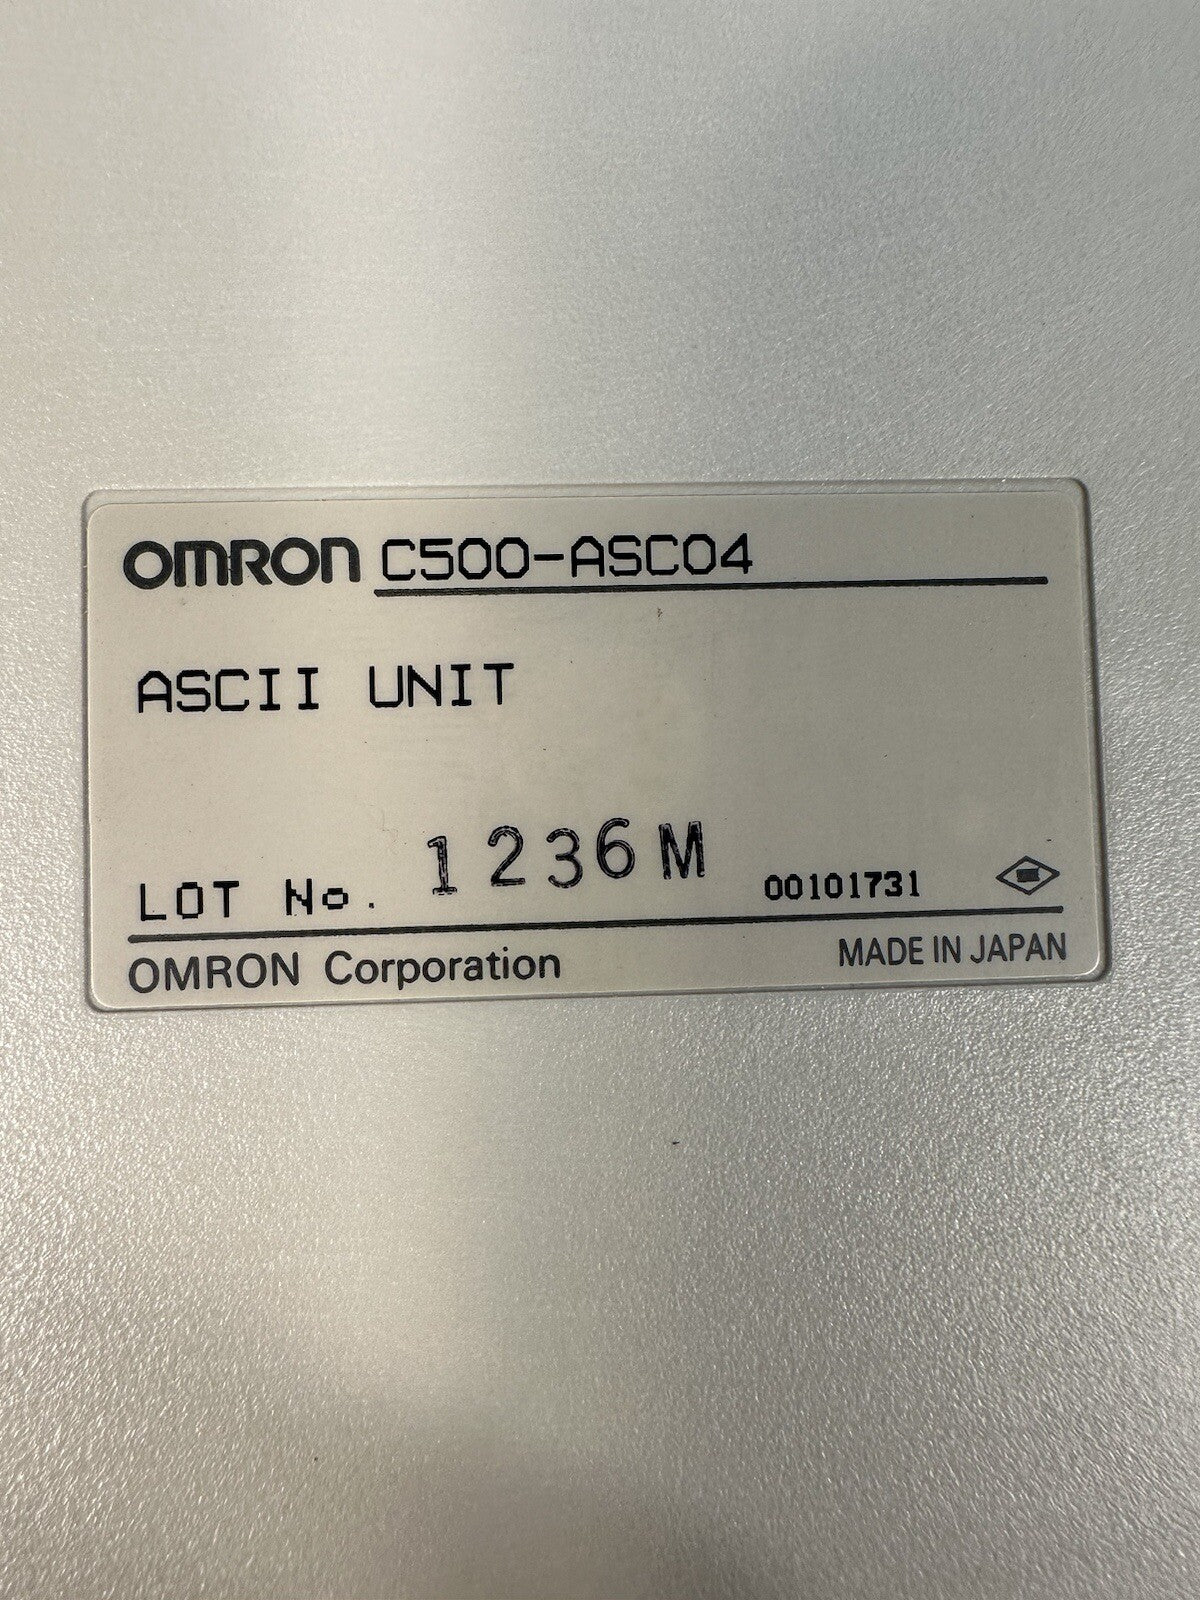 OMRON C500-ASC04
ASCII UNIT
LOT No. 1236M 00101731
OMRON Corporation MADE IN JAPAN